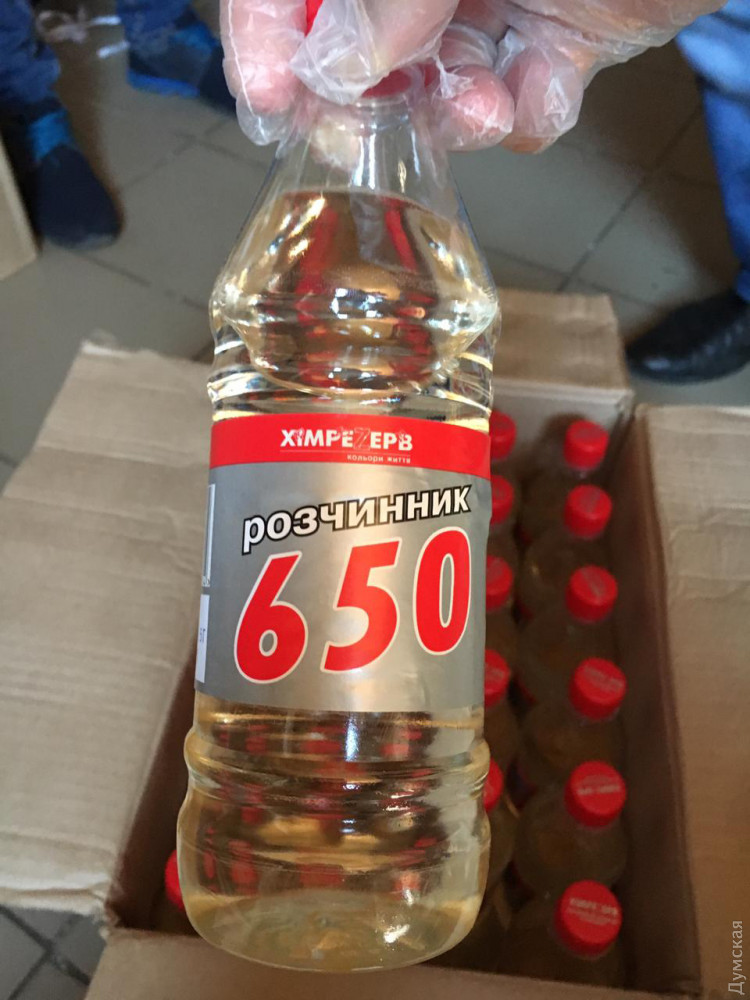 ХІМРЕZЕРВ
кольори життя
розчинник
650
Думская